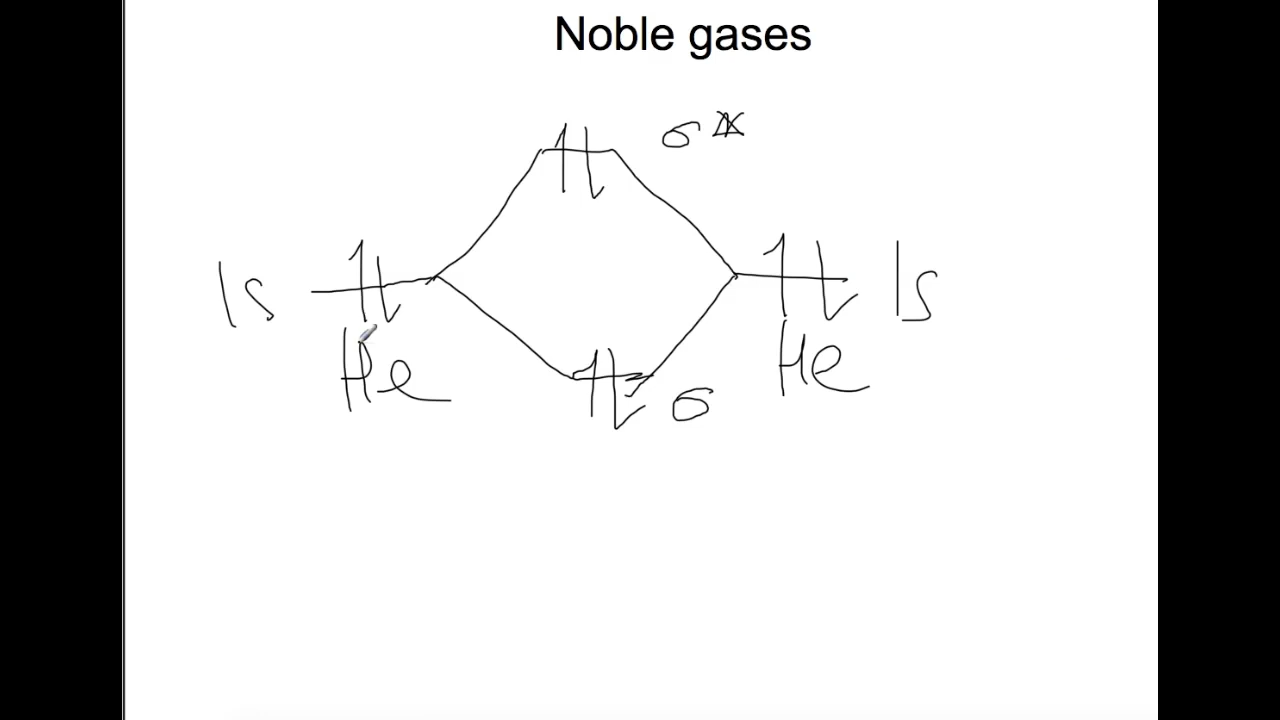 Noble gases
σ*
1s 1s
He He
σ